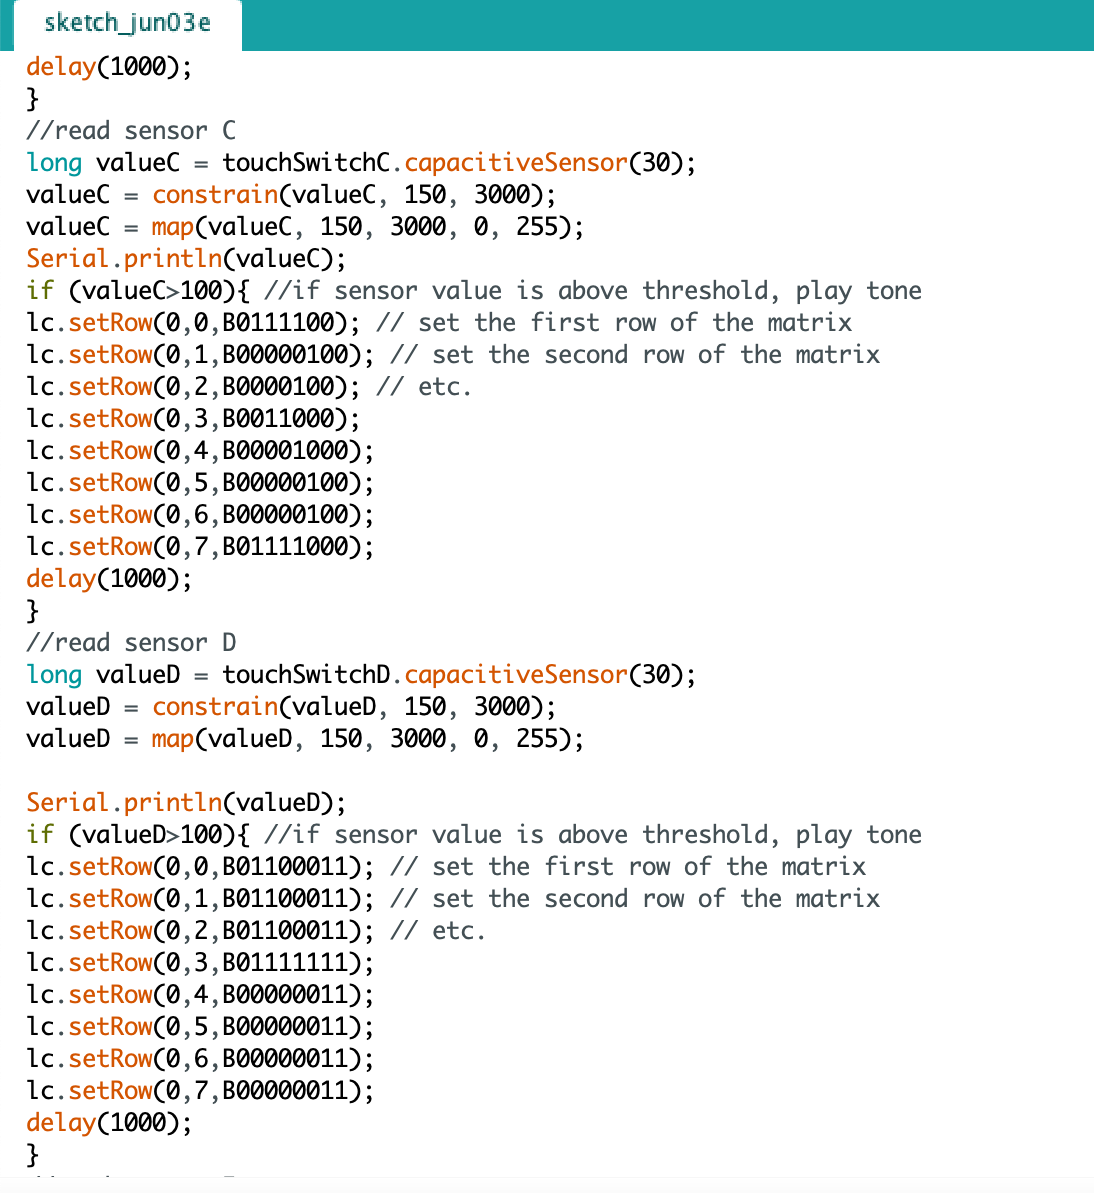 sketch_jun03e
delay(1000);
}
//read sensor C
long valueC = touchSwitchC.capacitiveSensor(30);
valueC = constrain(valueC, 150, 3000);
valueC = map(valueC, 150, 3000, 0, 255);
Serial.println(valueC);
if (valueC>100){ //if sensor value is above threshold, play tone
lc.setRow(0,0,B0111100); // set the first row of the matrix
lc.setRow(0,1,B00000100); // set the second row of the matrix
lc.setRow(0,2,B0000100); // etc.
lc.setRow(0,3,B0011000);
lc.setRow(0,4,B00001000);
lc.setRow(0,5,B00000100);
lc.setRow(0,6,B00000100);
lc.setRow(0,7,B01111000);
delay(1000);
}
//read sensor D
long valueD = touchSwitchD.capacitiveSensor(30);
valueD = constrain(valueD, 150, 3000);
valueD = map(valueD, 150, 3000, 0, 255);
Serial.println(valueD);
if (valueD>100){ //if sensor value is above threshold, play tone
lc.setRow(0,0,B01100011); // set the first row of the matrix
lc.setRow(0,1,B01100011); // set the second row of the matrix
lc.setRow(0,2,B01100011); // etc.
lc.setRow(0,3,B01111111);
lc.setRow(0,4,B00000011);
lc.setRow(0,5,B00000011);
lc.setRow(0,6,B00000011);
lc.setRow(0,7,B00000011);
delay(1000);
}